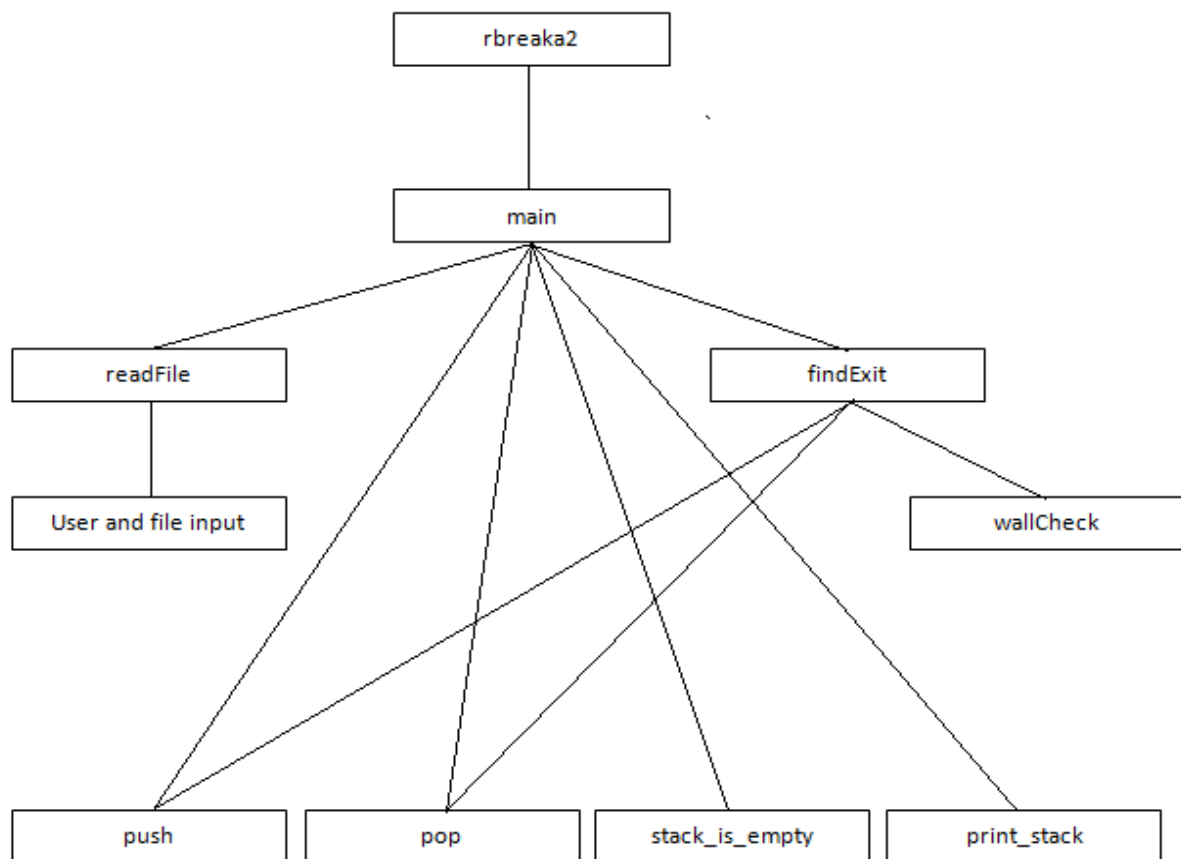 rbreaka2
main
readFile
findExit
User and file input
wallCheck
push
pop
stack_is_empty
print_stack